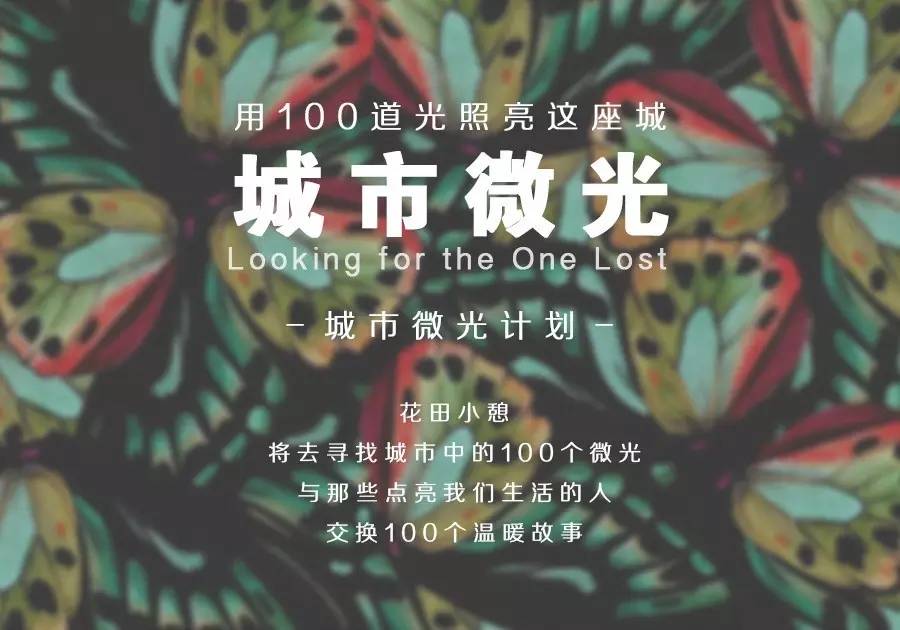 用100道光照亮这座城
城市微光
Looking for the One Lost
– 城市微光计划 –
花田小憩
将去寻找城市中的100个微光
与那些点亮我们生活的人
交换100个温暖故事